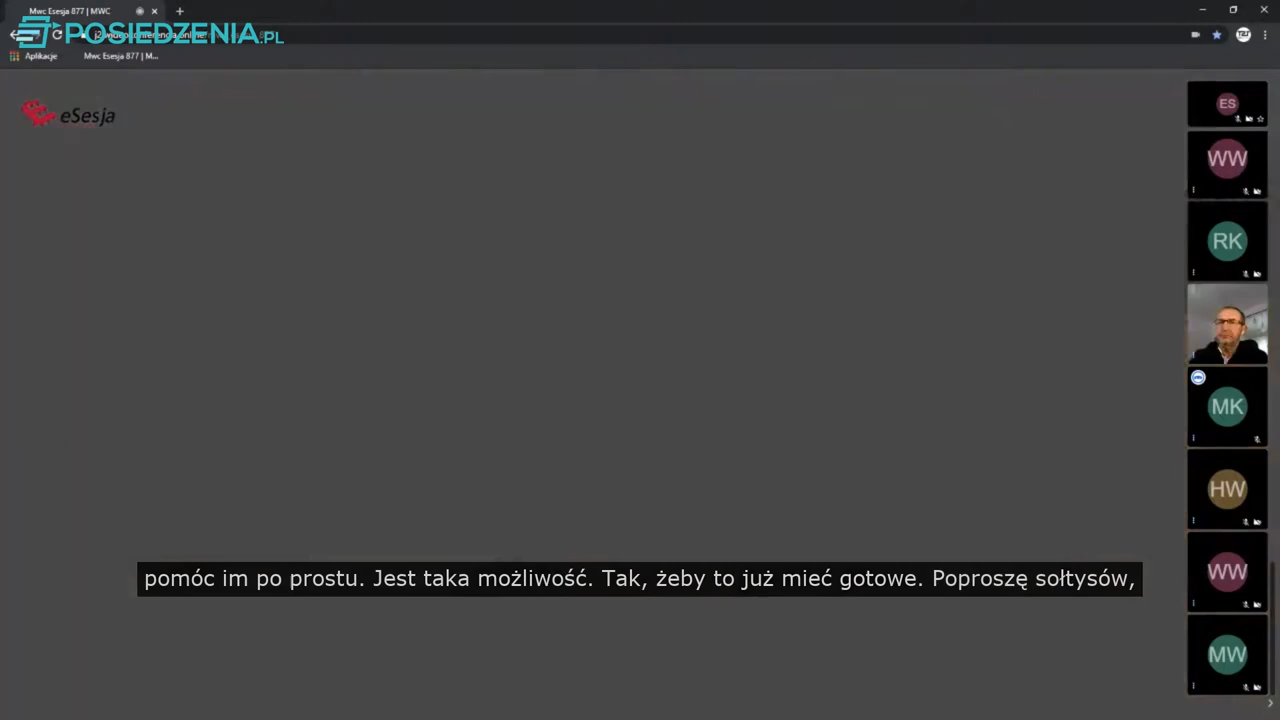 Mwc Esesja 877 | MWC
POSIEDZENIA.PL
Aplikacje
Mwc Esesja 877 | M...
eSesja
ES
WW
RK
MK
HW
WW
MW
pomóc im po prostu. Jest taka możliwość. Tak, żeby to już mieć gotowe. Poproszę sołtysów,